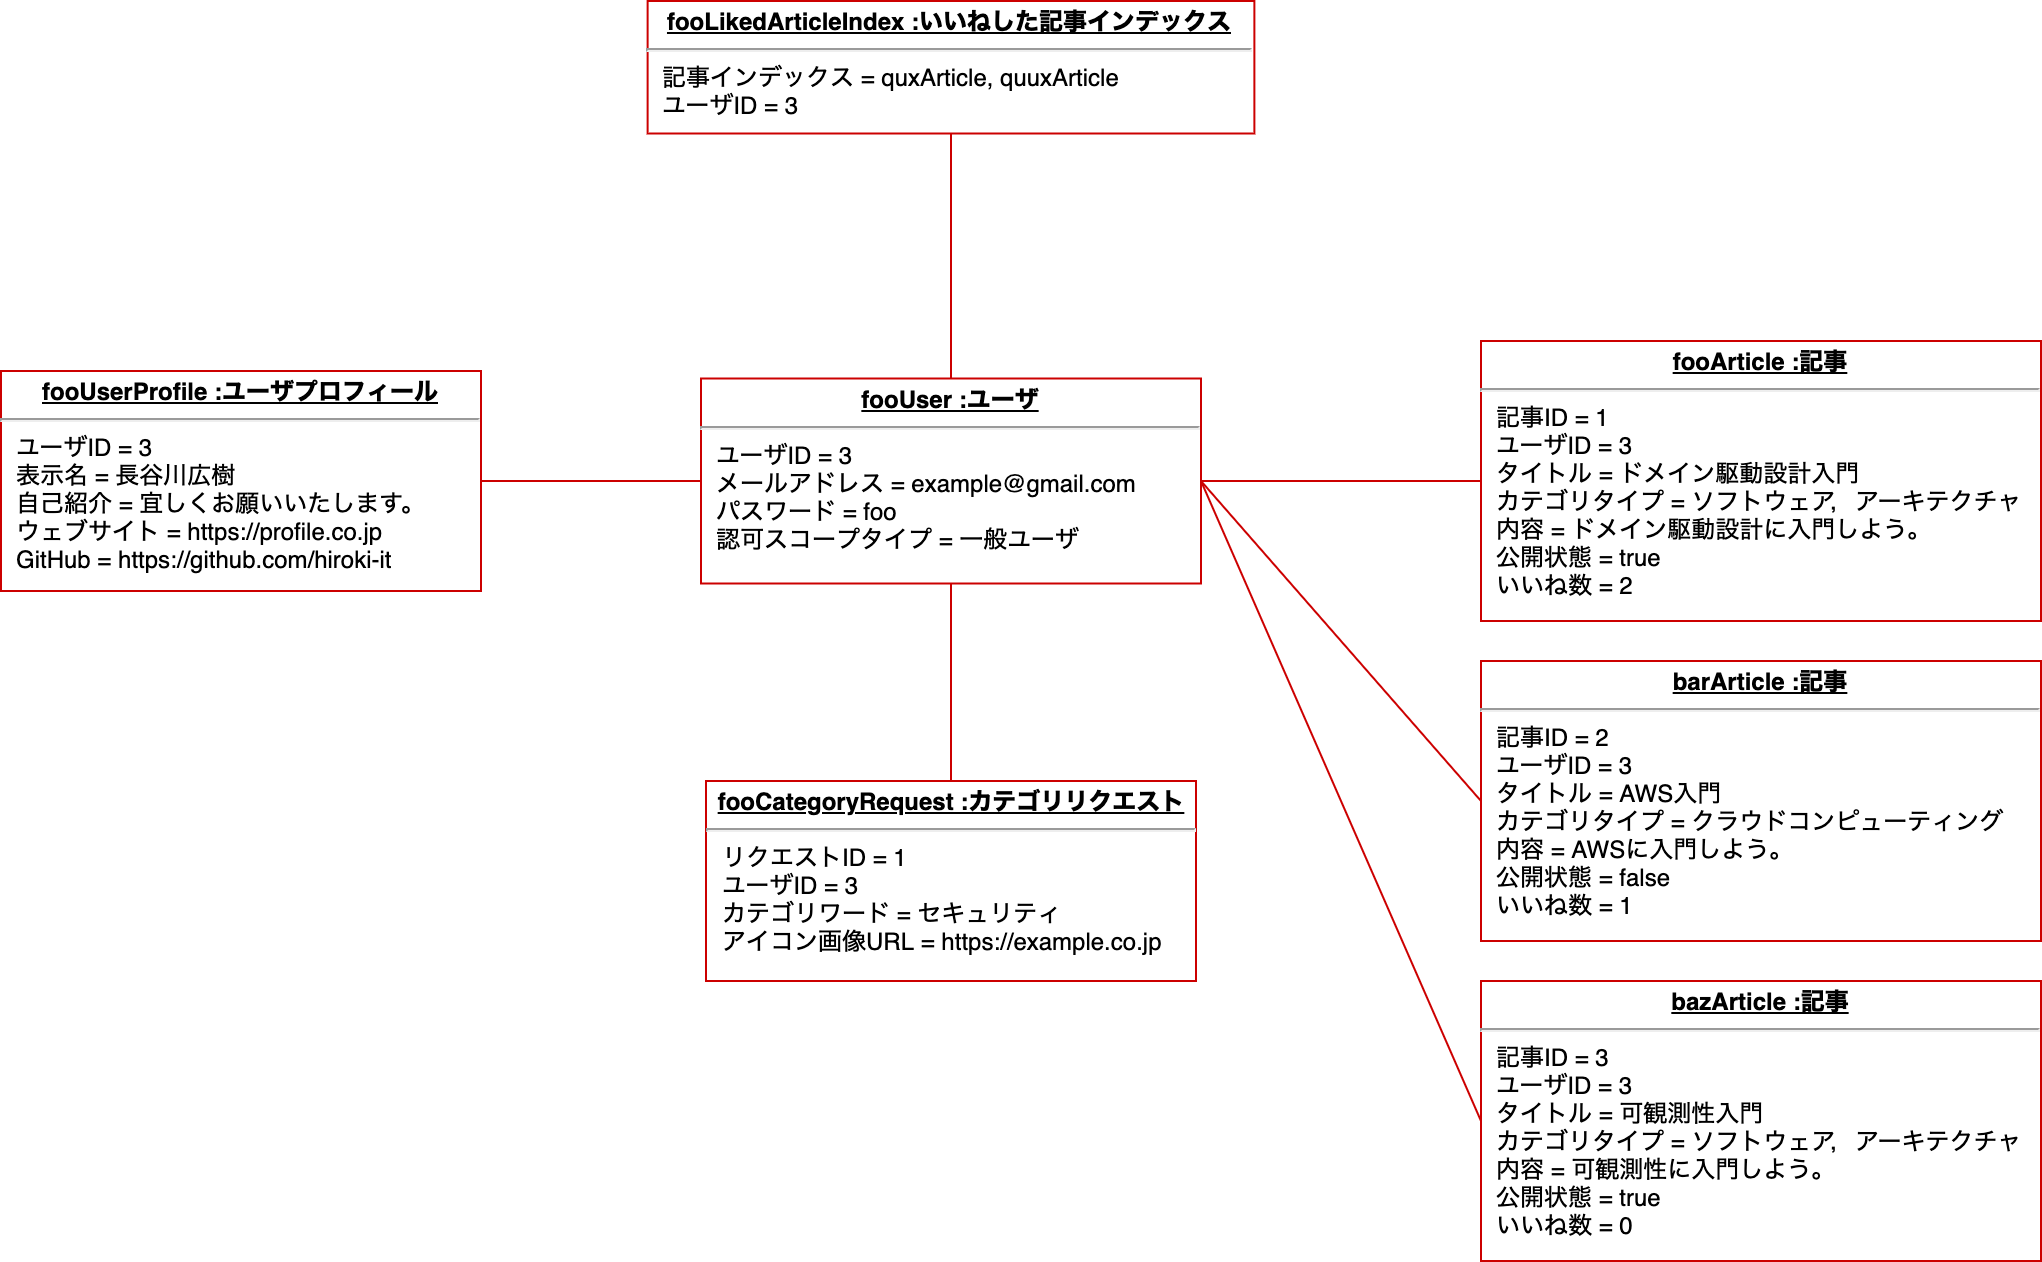 fooLikedArticleIndex :いいねした記事インデックス
記事インデックス = quxArticle, quuxArticle
ユーザID = 3
fooUserProfile :ユーザプロフィール
ユーザID = 3
表示名 = 長谷川広樹
自己紹介 = 宜しくお願いいたします。
ウェブサイト = https://profile.co.jp
GitHub = https://github.com/hiroki-it
fooUser :ユーザ
ユーザID = 3
メールアドレス = example@gmail.com
パスワード = foo
認可スコープタイプ = 一般ユーザ
fooCategoryRequest :カテゴリリクエスト
リクエストID = 1
ユーザID = 3
カテゴリワード = セキュリティ
アイコン画像URL = https://example.co.jp
fooArticle :記事
記事ID = 1
ユーザID = 3
タイトル = ドメイン駆動設計入門
カテゴリタイプ = ソフトウェア，アーキテクチャ
内容 = ドメイン駆動設計に入門しよう。
公開状態 = true
いいね数 = 2
barArticle :記事
記事ID = 2
ユーザID = 3
タイトル = AWS入門
カテゴリタイプ = クラウドコンピューティング
内容 = AWSに入門しよう。
公開状態 = false
いいね数 = 1
bazArticle :記事
記事ID = 3
ユーザID = 3
タイトル = 可観測性入門
カテゴリタイプ = ソフトウェア，アーキテクチャ
内容 = 可観測性に入門しよう。
公開状態 = true
いいね数 = 0